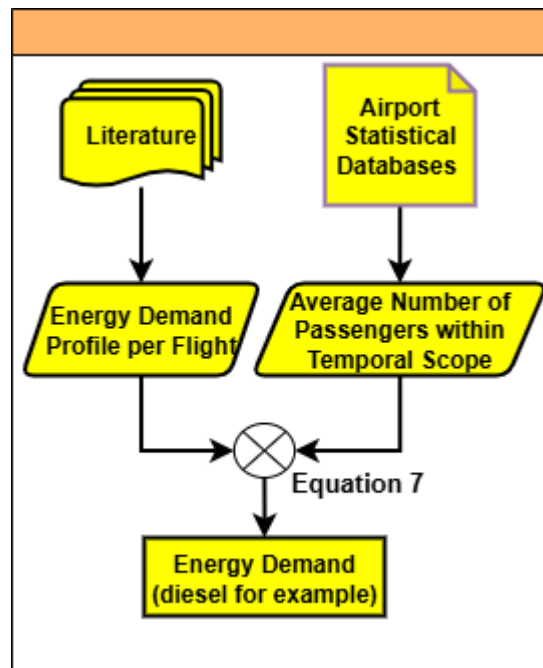 Literature
Airport
Statistical
Databases
Energy Demand
Profile per Flight
Average Number of
Passengers within
Temporal Scope
Equation 7
Energy Demand
(diesel for example)